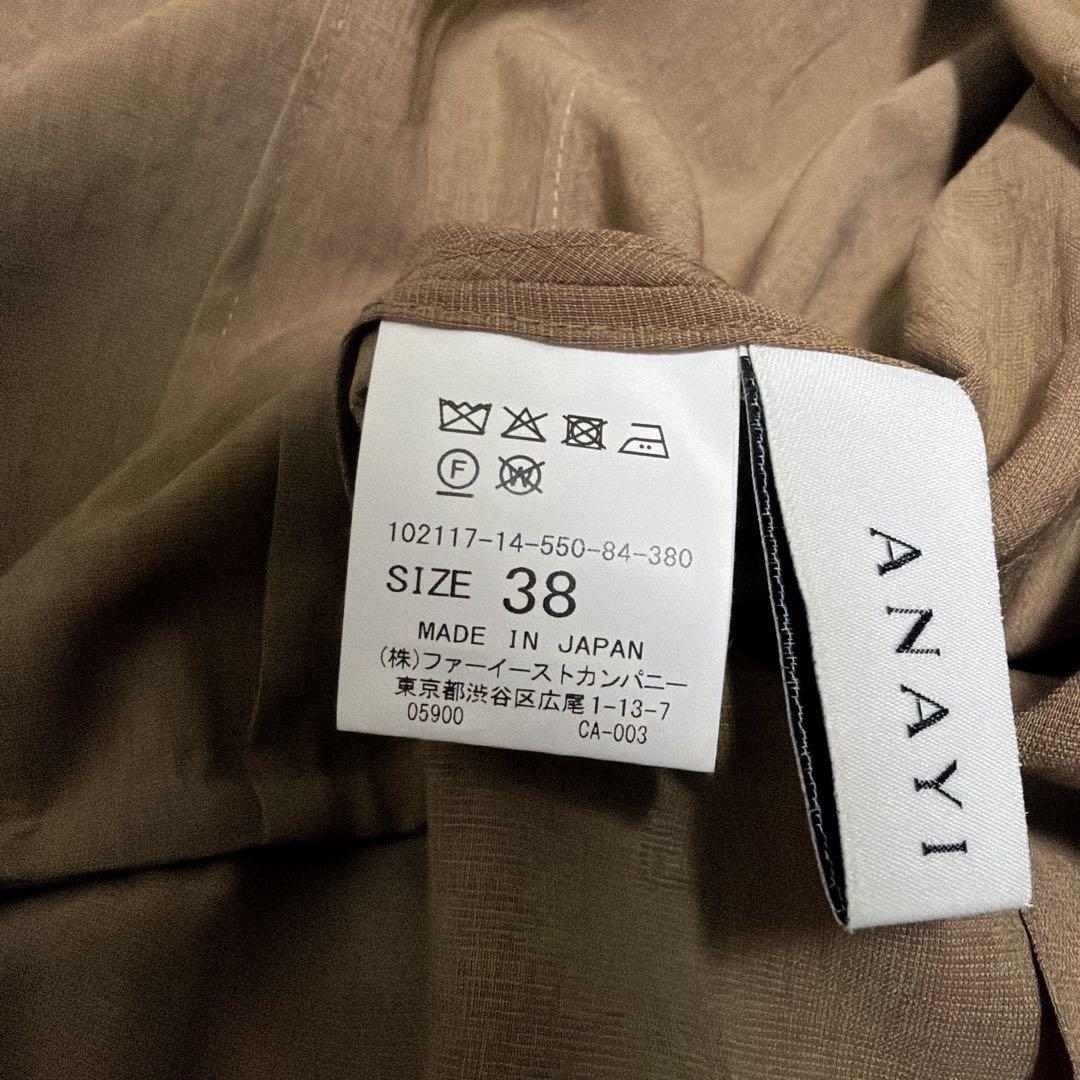 F
W
102117-14-550-84-380
SIZE 38
MADE IN JAPAN
(株)ファーイーストカンパニー
東京都渋谷区広尾1-13-7
05900 CA-003
ANAYI